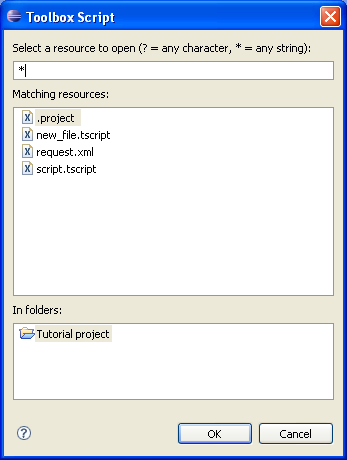 Toolbox Script
Select a resource to open (? = any character, * = any string):
*
Matching resources:
.project
new_file.tscript
request.xml
script.tscript
In folders:
Tutorial project
?
OK
Cancel